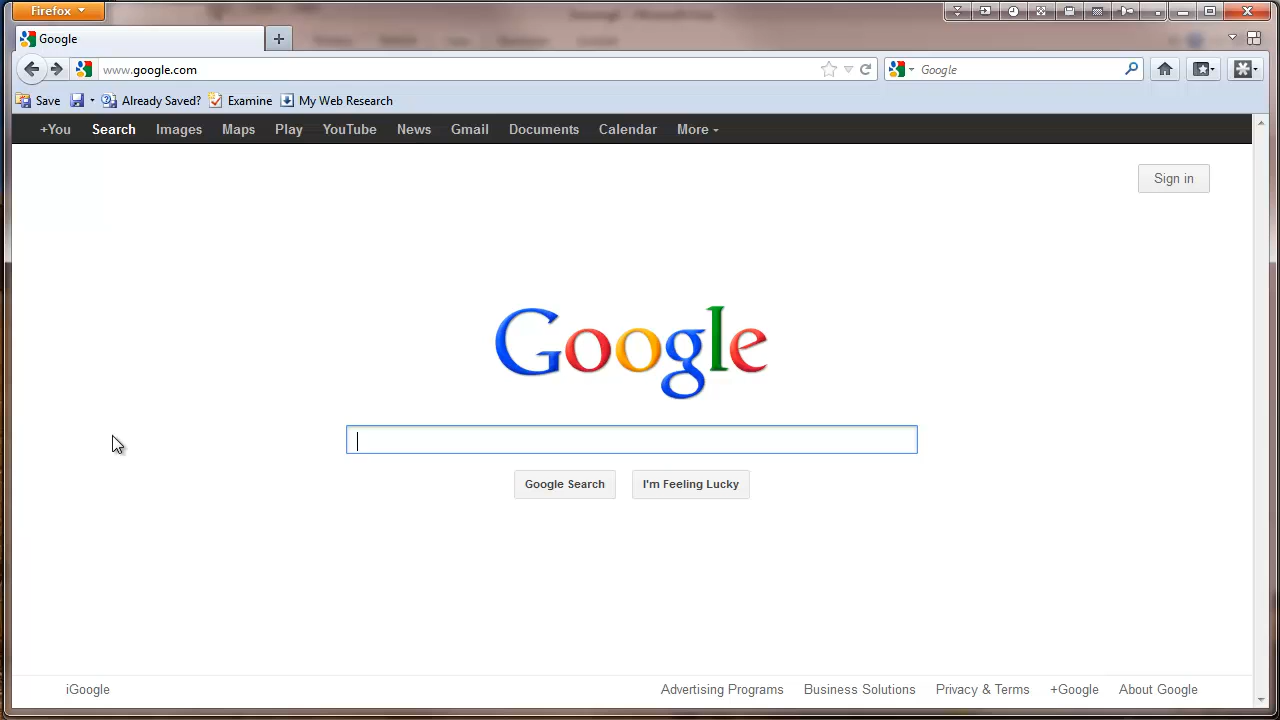 Firefox
Google
www.google.com
Google
Save
Already Saved?
Examine
My Web Research
+You Search Images Maps Play YouTube News Gmail Documents Calendar More
Sign in
Google
Google Search
I'm Feeling Lucky
iGoogle
Advertising Programs
Business Solutions
Privacy & Terms
+Google
About Google